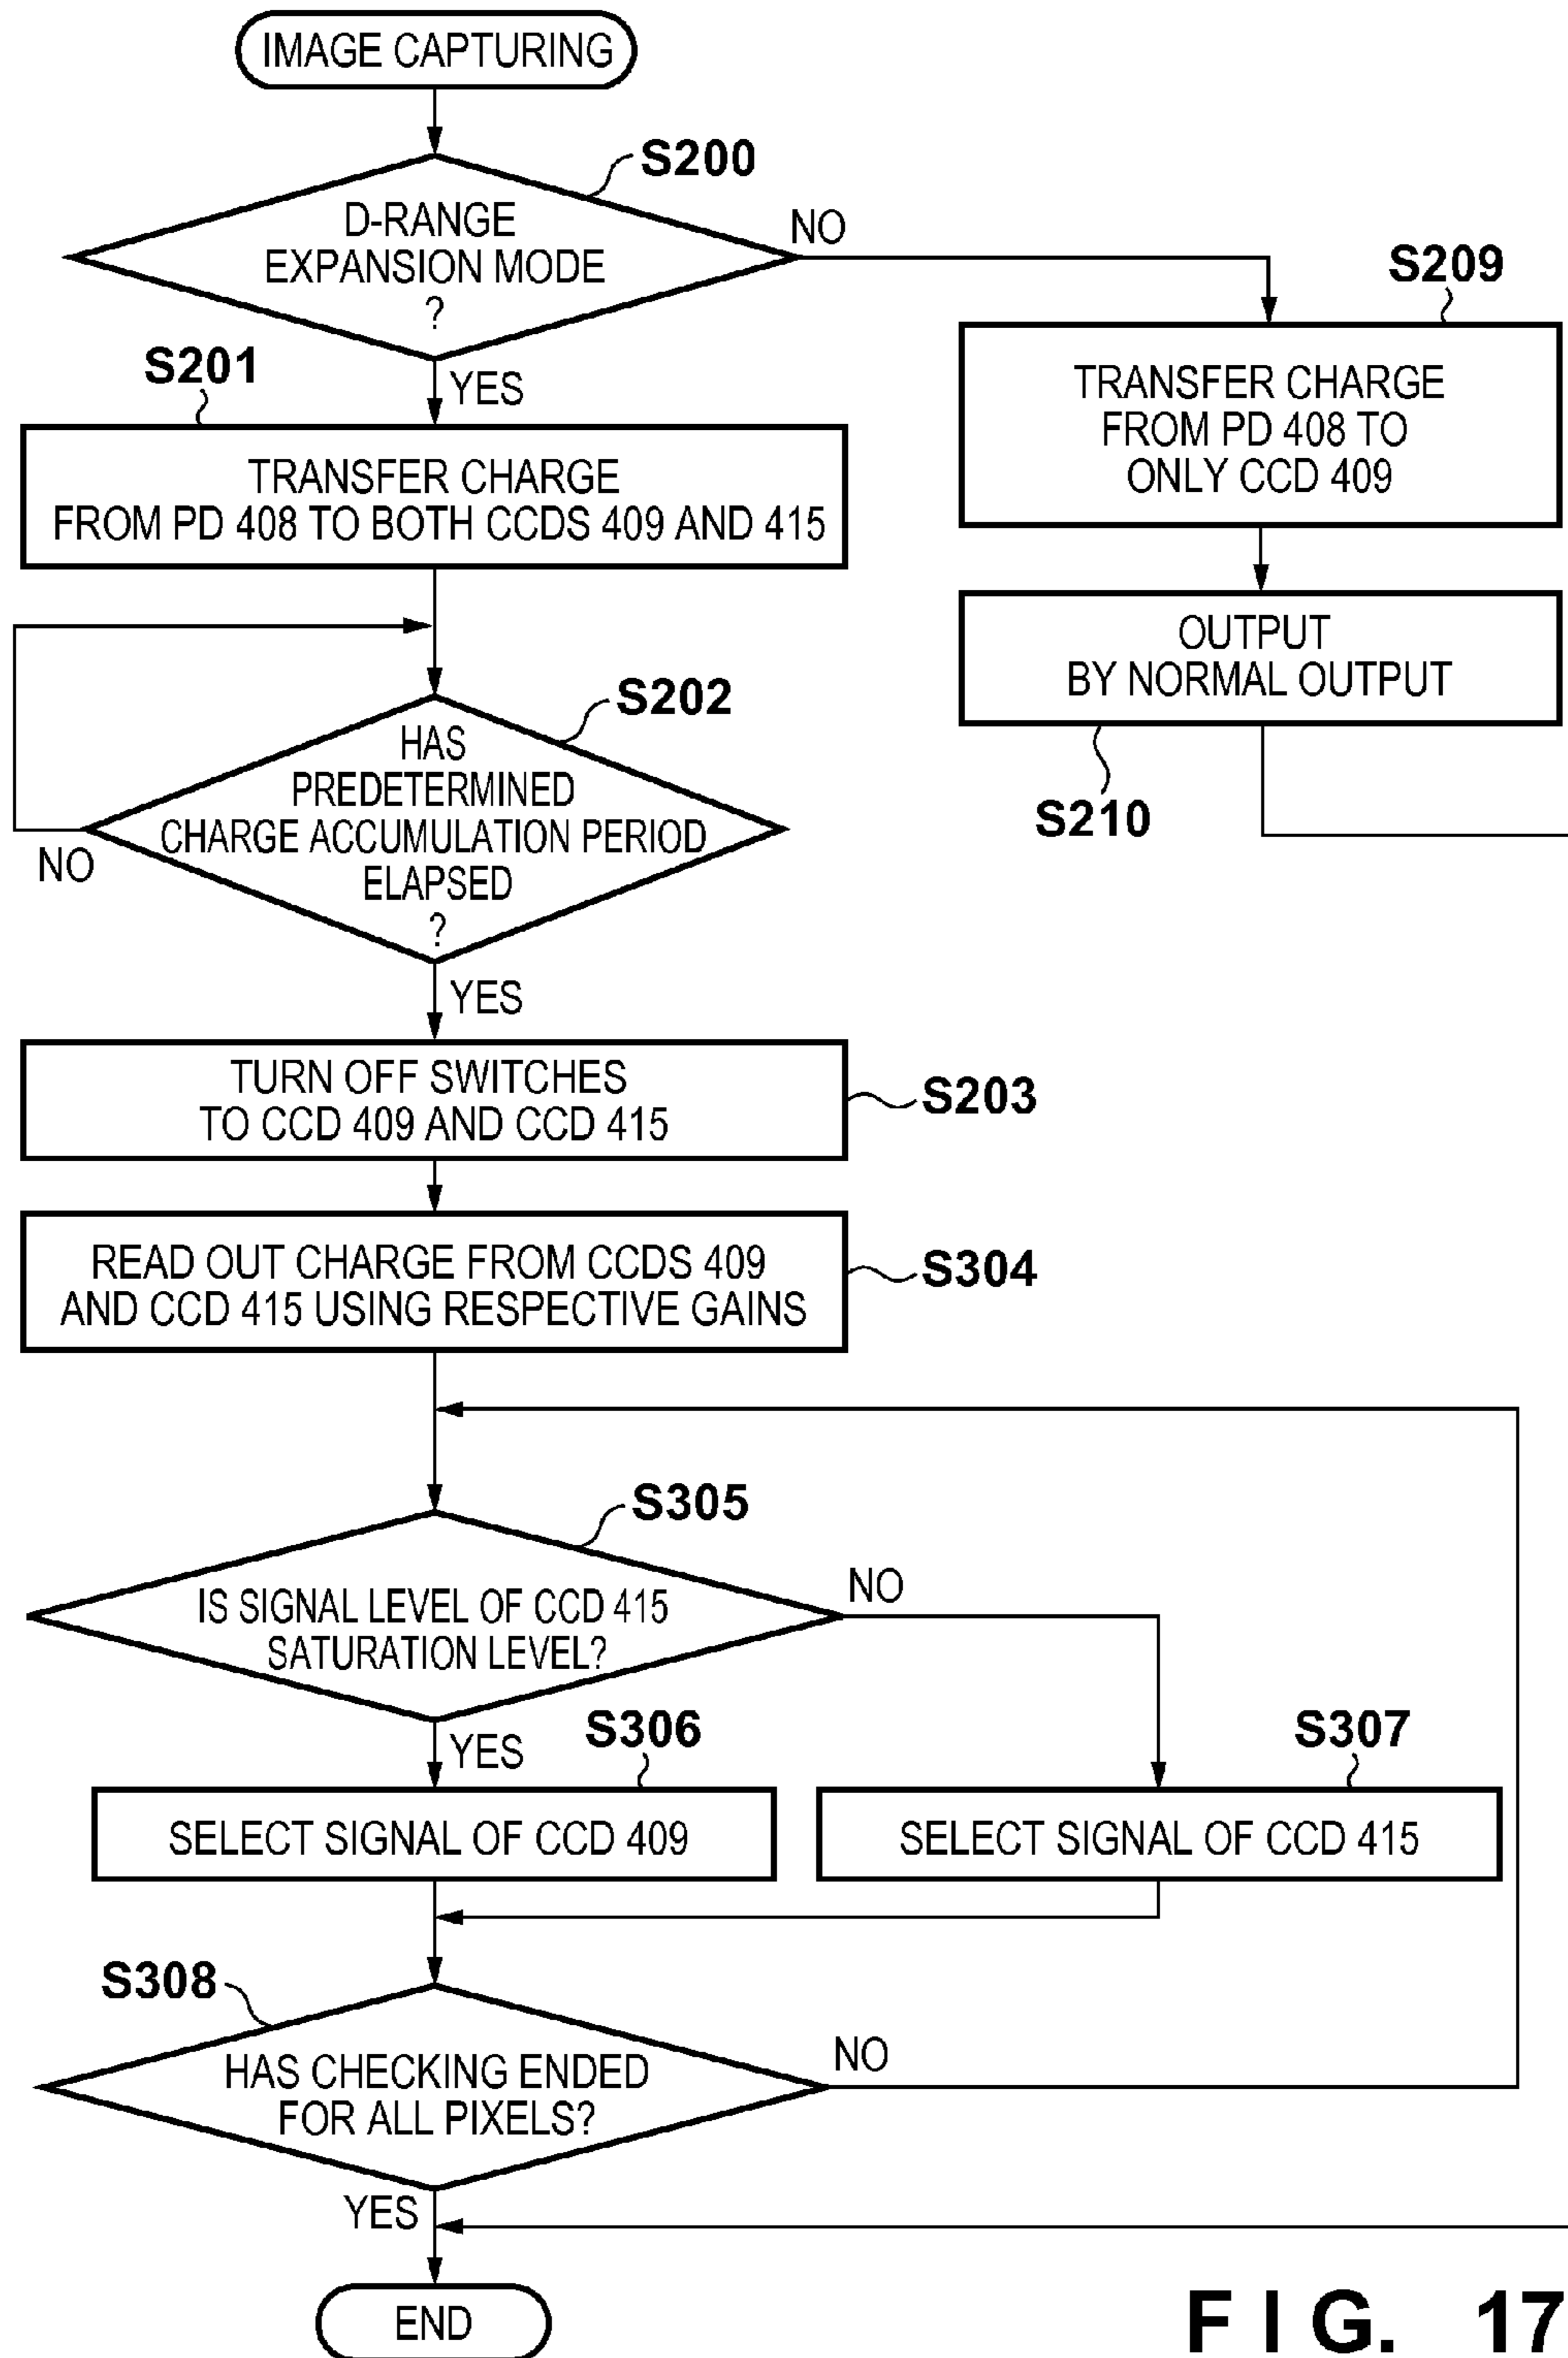 IMAGE CAPTURING
S200
D-RANGE
EXPANSION MODE
?
NO
YES
S209
TRANSFER CHARGE
FROM PD 408 TO
ONLY CCD 409
S201
TRANSFER CHARGE
FROM PD 408 TO BOTH CCDS 409 AND 415
OUTPUT
BY NORMAL OUTPUT
S210
S202
HAS
PREDETERMINED
CHARGE ACCUMULATION PERIOD
ELAPSED
?
NO
YES
TURN OFF SWITCHES
TO CCD 409 AND CCD 415
S203
READ OUT CHARGE FROM CCDS 409
AND CCD 415 USING RESPECTIVE GAINS
S304
S305
IS SIGNAL LEVEL OF CCD 415
SATURATION LEVEL?
NO
YES
S306
SELECT SIGNAL OF CCD 409
S307
SELECT SIGNAL OF CCD 415
S308
HAS CHECKING ENDED
FOR ALL PIXELS?
NO
YES
END
FIG. 17